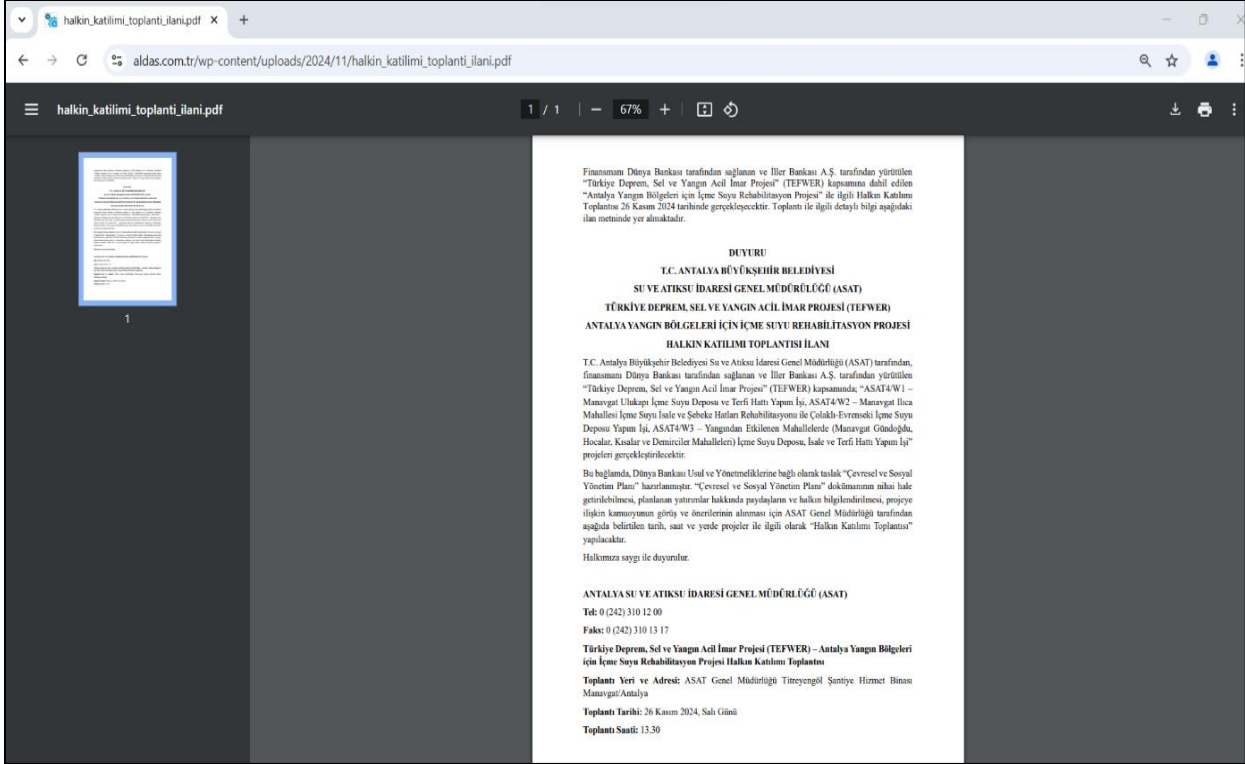 halkin_katilimi_toplanti_ilani.pdf
aldas.com.tr/wp-content/uploads/2024/11/halkin_katilimi_toplanti_ilani.pdf
halkin_katilimi_toplanti_ilani.pdf
1 / 1
67%
1
Finansmanı Dünya Bankası tarafından sağlanan ve İller Bankası A.Ş. tarafından yürütülen
“Türkiye Deprem, Sel ve Yangın Acil İmar Projesi” (TEFWER) kapsamına dahil edilen
“Antalya Yangın Bölgeleri için İçme Suyu Rehabilitasyon Projesi” ile ilgili Halkın Katılımı
Toplantısı 26 Kasım 2024 tarihinde gerçekleşecektir. Toplantı ile ilgili detaylı bilgi aşağıdaki
ilan metninde yer almaktadır.
DUYURU
T.C. ANTALYA BÜYÜKŞEHİR BELEDİYESİ
SU VE ATIKSU İDARESİ GENEL MÜDÜRÜLÜĞÜ (ASAT)
TÜRKİYE DEPREM, SEL VE YANGIN ACİL İMAR PROJESİ (TEFWER)
ANTALYA YANGIN BÖLGELERİ İÇİN İÇME SUYU REHABİLİTASYON PROJESİ
HALKIN KATILIMI TOPLANTISI İLANI
T.C. Antalya Büyükşehir Belediyesi Su ve Atıksu İdaresi Genel Müdürlüğü (ASAT) tarafından,
finansmanı Dünya Bankası tarafından sağlanan ve İller Bankası A.Ş. tarafından yürütülen
“Türkiye Deprem, Sel ve Yangın Acil İmar Projesi” (TEFWER) kapsamında; “ASAT4/W1 –
Manavgat Ulukapı İçme Suyu Deposu ve Terfi Hattı Yapım İşi, ASAT4/W2 – Manavgat Ilıca
Mahallesi İçme Suyu İsale ve Şebeke Hatları Rehabilitasyonu ile Çolaklı-Evrenseki İçme Suyu
Deposu Yapım İşi, ASAT4/W3 – Yangından Etkilenen Mahallelerde (Manavgat Gündoğdu,
Hocalar, Kısalar ve Demirciler Mahalleleri) İçme Suyu Deposu, İsale ve Terfi Hattı Yapım İşi”
projeleri gerçekleştirilecektir.
Bu bağlamda, Dünya Bankası Usul ve Yönetmeliklerine bağlı olarak taslak “Çevresel ve Sosyal
Yönetim Planı” hazırlanmıştır. “Çevresel ve Sosyal Yönetim Planı” dokümanının nihai hale
getirilebilmesi, planlanan yatırımlar hakkında paydaşların ve halkın bilgilendirilmesi, projeye
ilişkin kamuoyunun görüş ve önerilerinin alınması için ASAT Genel Müdürlüğü tarafından
aşağıda belirtilen tarih, saat ve yerde projeler ile ilgili olarak “Halkın Katılımı Toplantısı”
yapılacaktır.
Halkımıza saygı ile duyurulur.
ANTALYA SU VE ATIKSU İDARESİ GENEL MÜDÜRLÜĞÜ (ASAT)
Tel: 0 (242) 310 12 00
Faks: 0 (242) 310 13 17
Türkiye Deprem, Sel ve Yangın Acil İmar Projesi (TEFWER) – Antalya Yangın Bölgeleri
için İçme Suyu Rehabilitasyon Projesi Halkın Katılımı Toplantısı
Toplantı Yeri ve Adresi: ASAT Genel Müdürlüğü Titreyengöl Şantiye Hizmet Binası
Manavgat/Antalya
Toplantı Tarihi: 26 Kasım 2024, Salı Günü
Toplantı Saati: 13.30